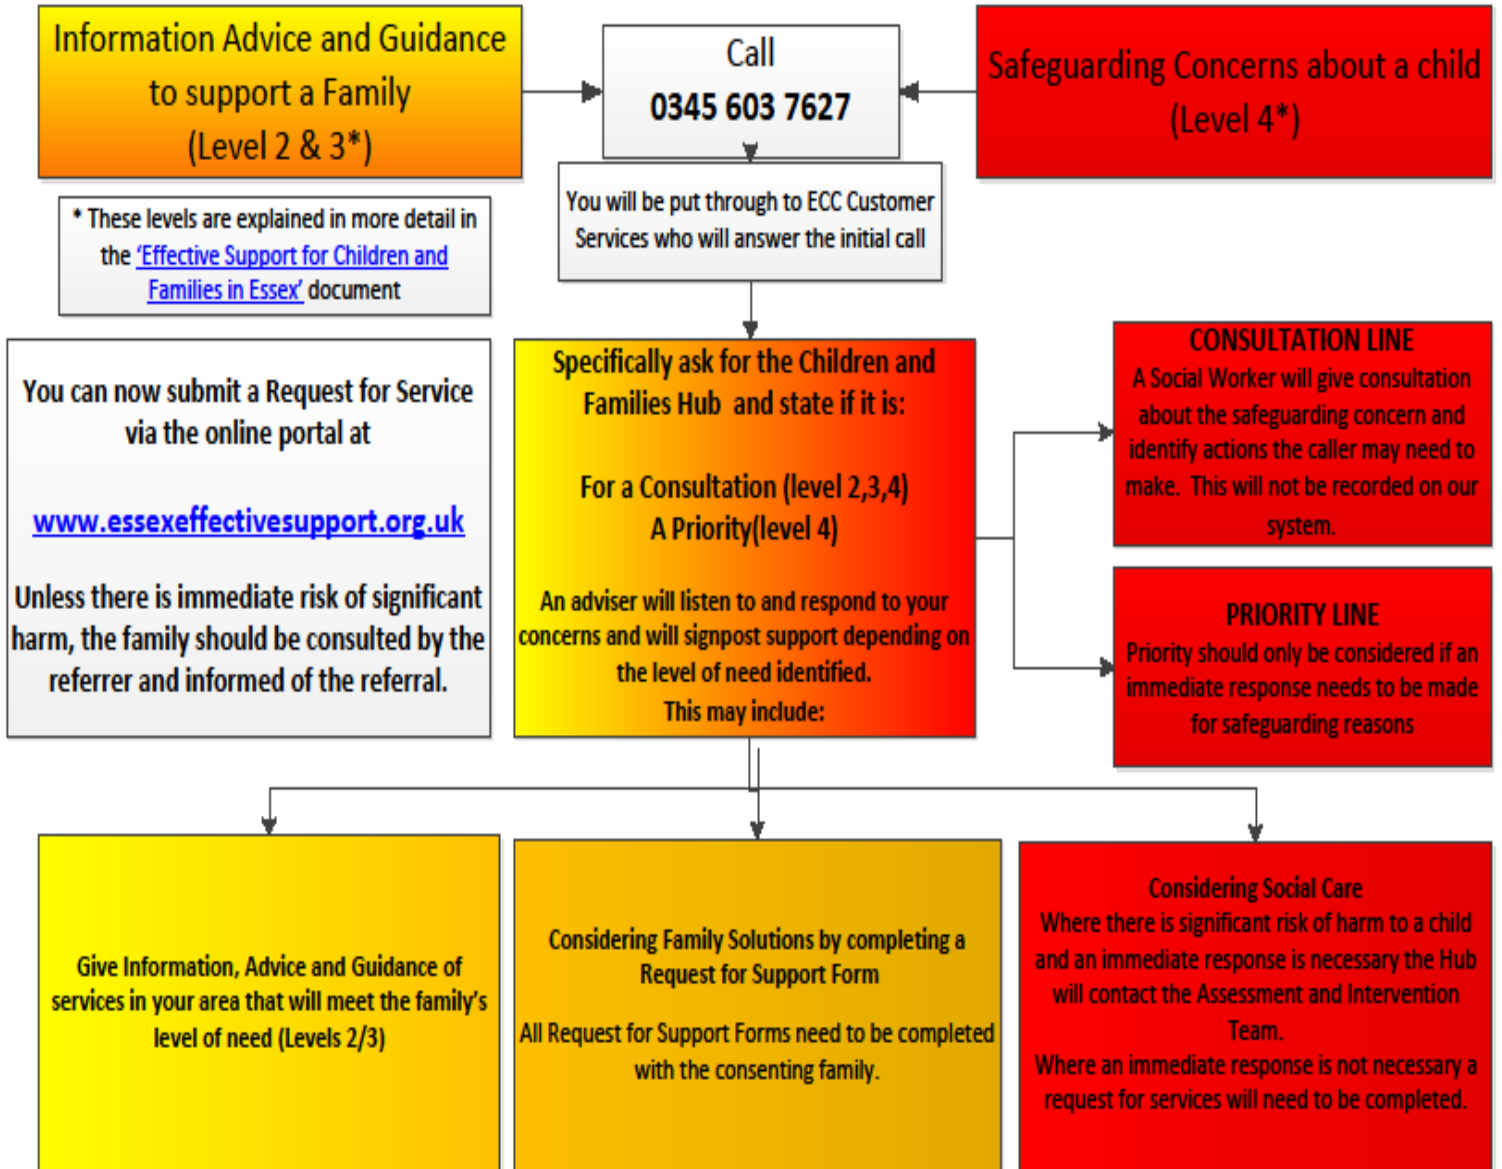 Information Advice and Guidance
to support a Family
(Level 2 & 3*)
Call
0345 603 7627
Safeguarding Concerns about a child
(Level 4*)
You will be put through to ECC Customer
Services who will answer the initial call
* These levels are explained in more detail in
the 'Effective Support for Children and
Families in Essex' document
You can now submit a Request for Service
via the online portal at
www.essexeffectivesupport.org.uk
Unless there is immediate risk of significant
harm, the family should be consulted by the
referrer and informed of the referral.
Specifically ask for the Children and
Families Hub and state if it is:
For a Consultation (level 2,3,4)
A Priority(level 4)
An adviser will listen to and respond to your
concerns and will signpost support depending on
the level of need identified.
This may include:
CONSULTATION LINE
A Social Worker will give consultation
about the safeguarding concern and
identify actions the caller may need to
make. This will not be recorded on our
system.
PRIORITY LINE
Priority should only be considered if an
immediate response needs to be made
for safeguarding reasons
Give Information, Advice and Guidance of
services in your area that will meet the family's
level of need (Levels 2/3)
Considering Family Solutions by completing a
Request for Support Form
All Request for Support Forms need to be completed
with the consenting family.
Considering Social Care
Where there is significant risk of harm to a child
and an immediate response is necessary the Hub
will contact the Assessment and Intervention
Team.
Where an immediate response is not necessary a
request for services will need to be completed.